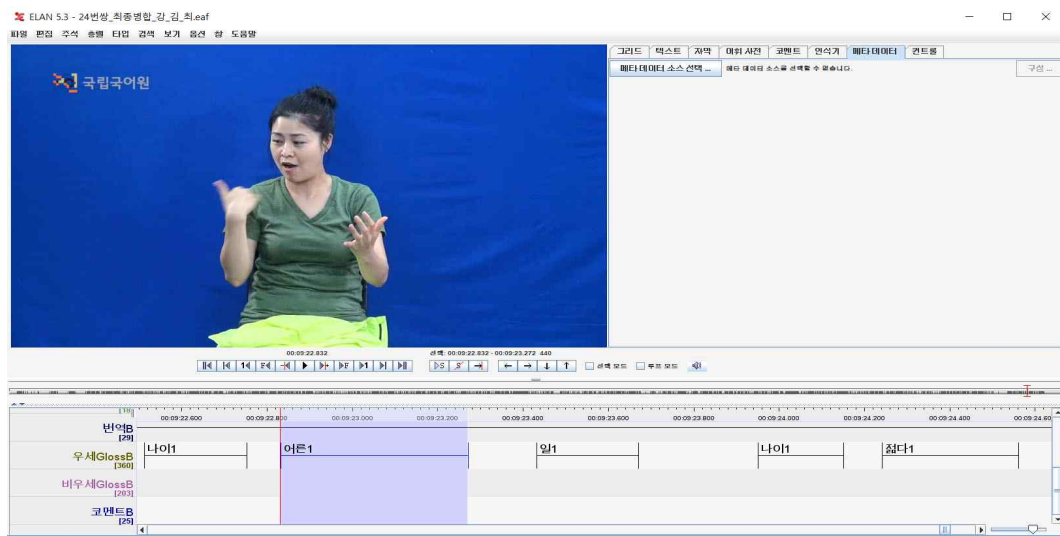 ELAN 5.3 - 24번쌍_최종병합_강_김_최.eaf
파일 편집 주석 층렬 타입 검색 보기 옵션 창 도움말
국립국어원
그리드 텍스트 자막 어휘 사전 코멘트 인식기 메타데이터 컨트롤
메타데이터 소스 선택 ... 메타 데이터 소스를 선택할 수 없습니다. 구성 ...
00:09:22.832 선택: 00:09:22.832 - 00:09:23.272 440
선택 모드 루프 모드
00:09:22.600 00:09:22.800 00:09:23.000 00:09:23.200 00:09:23.400 00:09:23.600 00:09:23.800 00:09:24.000 00:09:24.200 00:09:24.400 00:09:24.60
번역B
[29]
우세GlossB 나이1 어른1 일1 나이1 젊다1
[360]
비우세GlossB
[203]
코멘트B
[25]